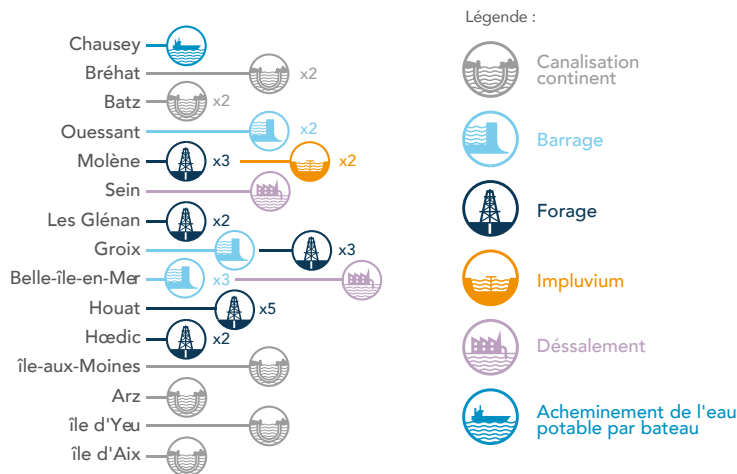 Légende :
Chausey
Bréhat x2
Batz x2
Ouessant x2
Molène x3 x2
Sein
Les Glénan x2
Groix x3
Belle-île-en-Mer x3
Houat x5
Hœdic x2
île-aux-Moines
Arz
île d'Yeu
île d'Aix
Canalisation
continent
Barrage
Forage
Impluvium
Déssalement
Acheminement de l'eau
potable par bateau